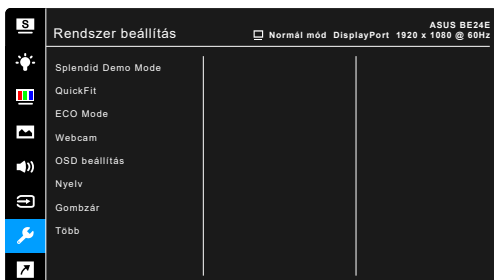 S
ASUS BE24E
Rendszer beállítás
Normál mód DisplayPort 1920 x 1080 @ 60Hz
Splendid Demo Mode
QuickFit
ECO Mode
Webcam
OSD beállítás
Nyelv
Gombzár
Több